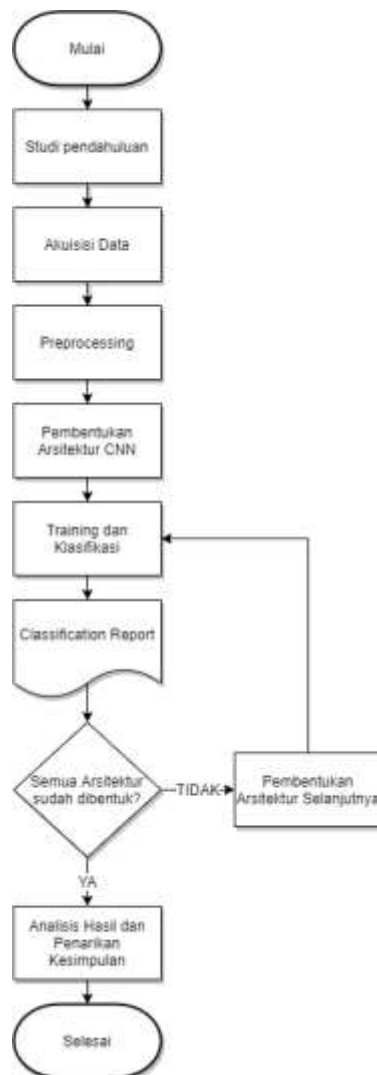 Mulai
Studi pendahuluan
Akuisisi Data
Preprocessing
Pembentukan
Arsitektur CNN
Training dan
Klasifikasi
Classification Report
Semua Arsitektur
sudah dibentuk?
TIDAK
Pembentukan
Arsitektur Selanjutnya
YA
Analisis Hasil dan
Penarikan
Kesimpulan
Selesai